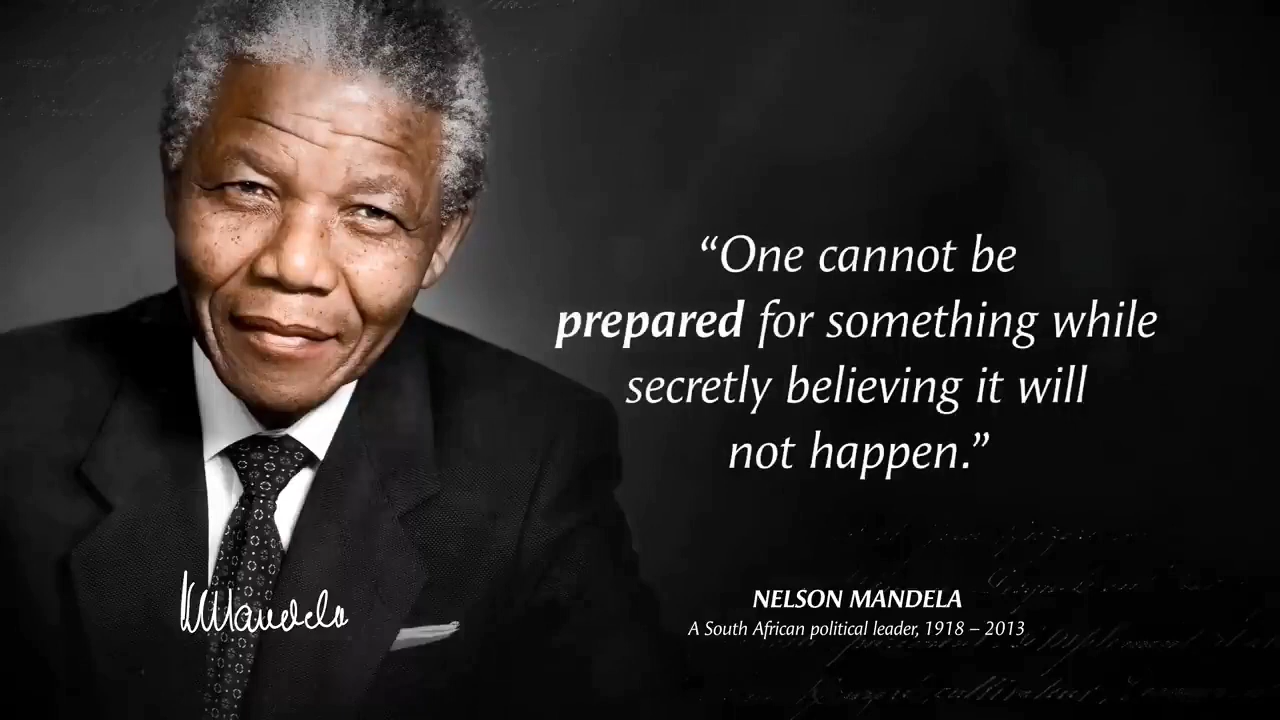 “One cannot be
prepared for something while
secretly believing it will
not happen.”
NMandela
NELSON MANDELA
A South African political leader, 1918 – 2013